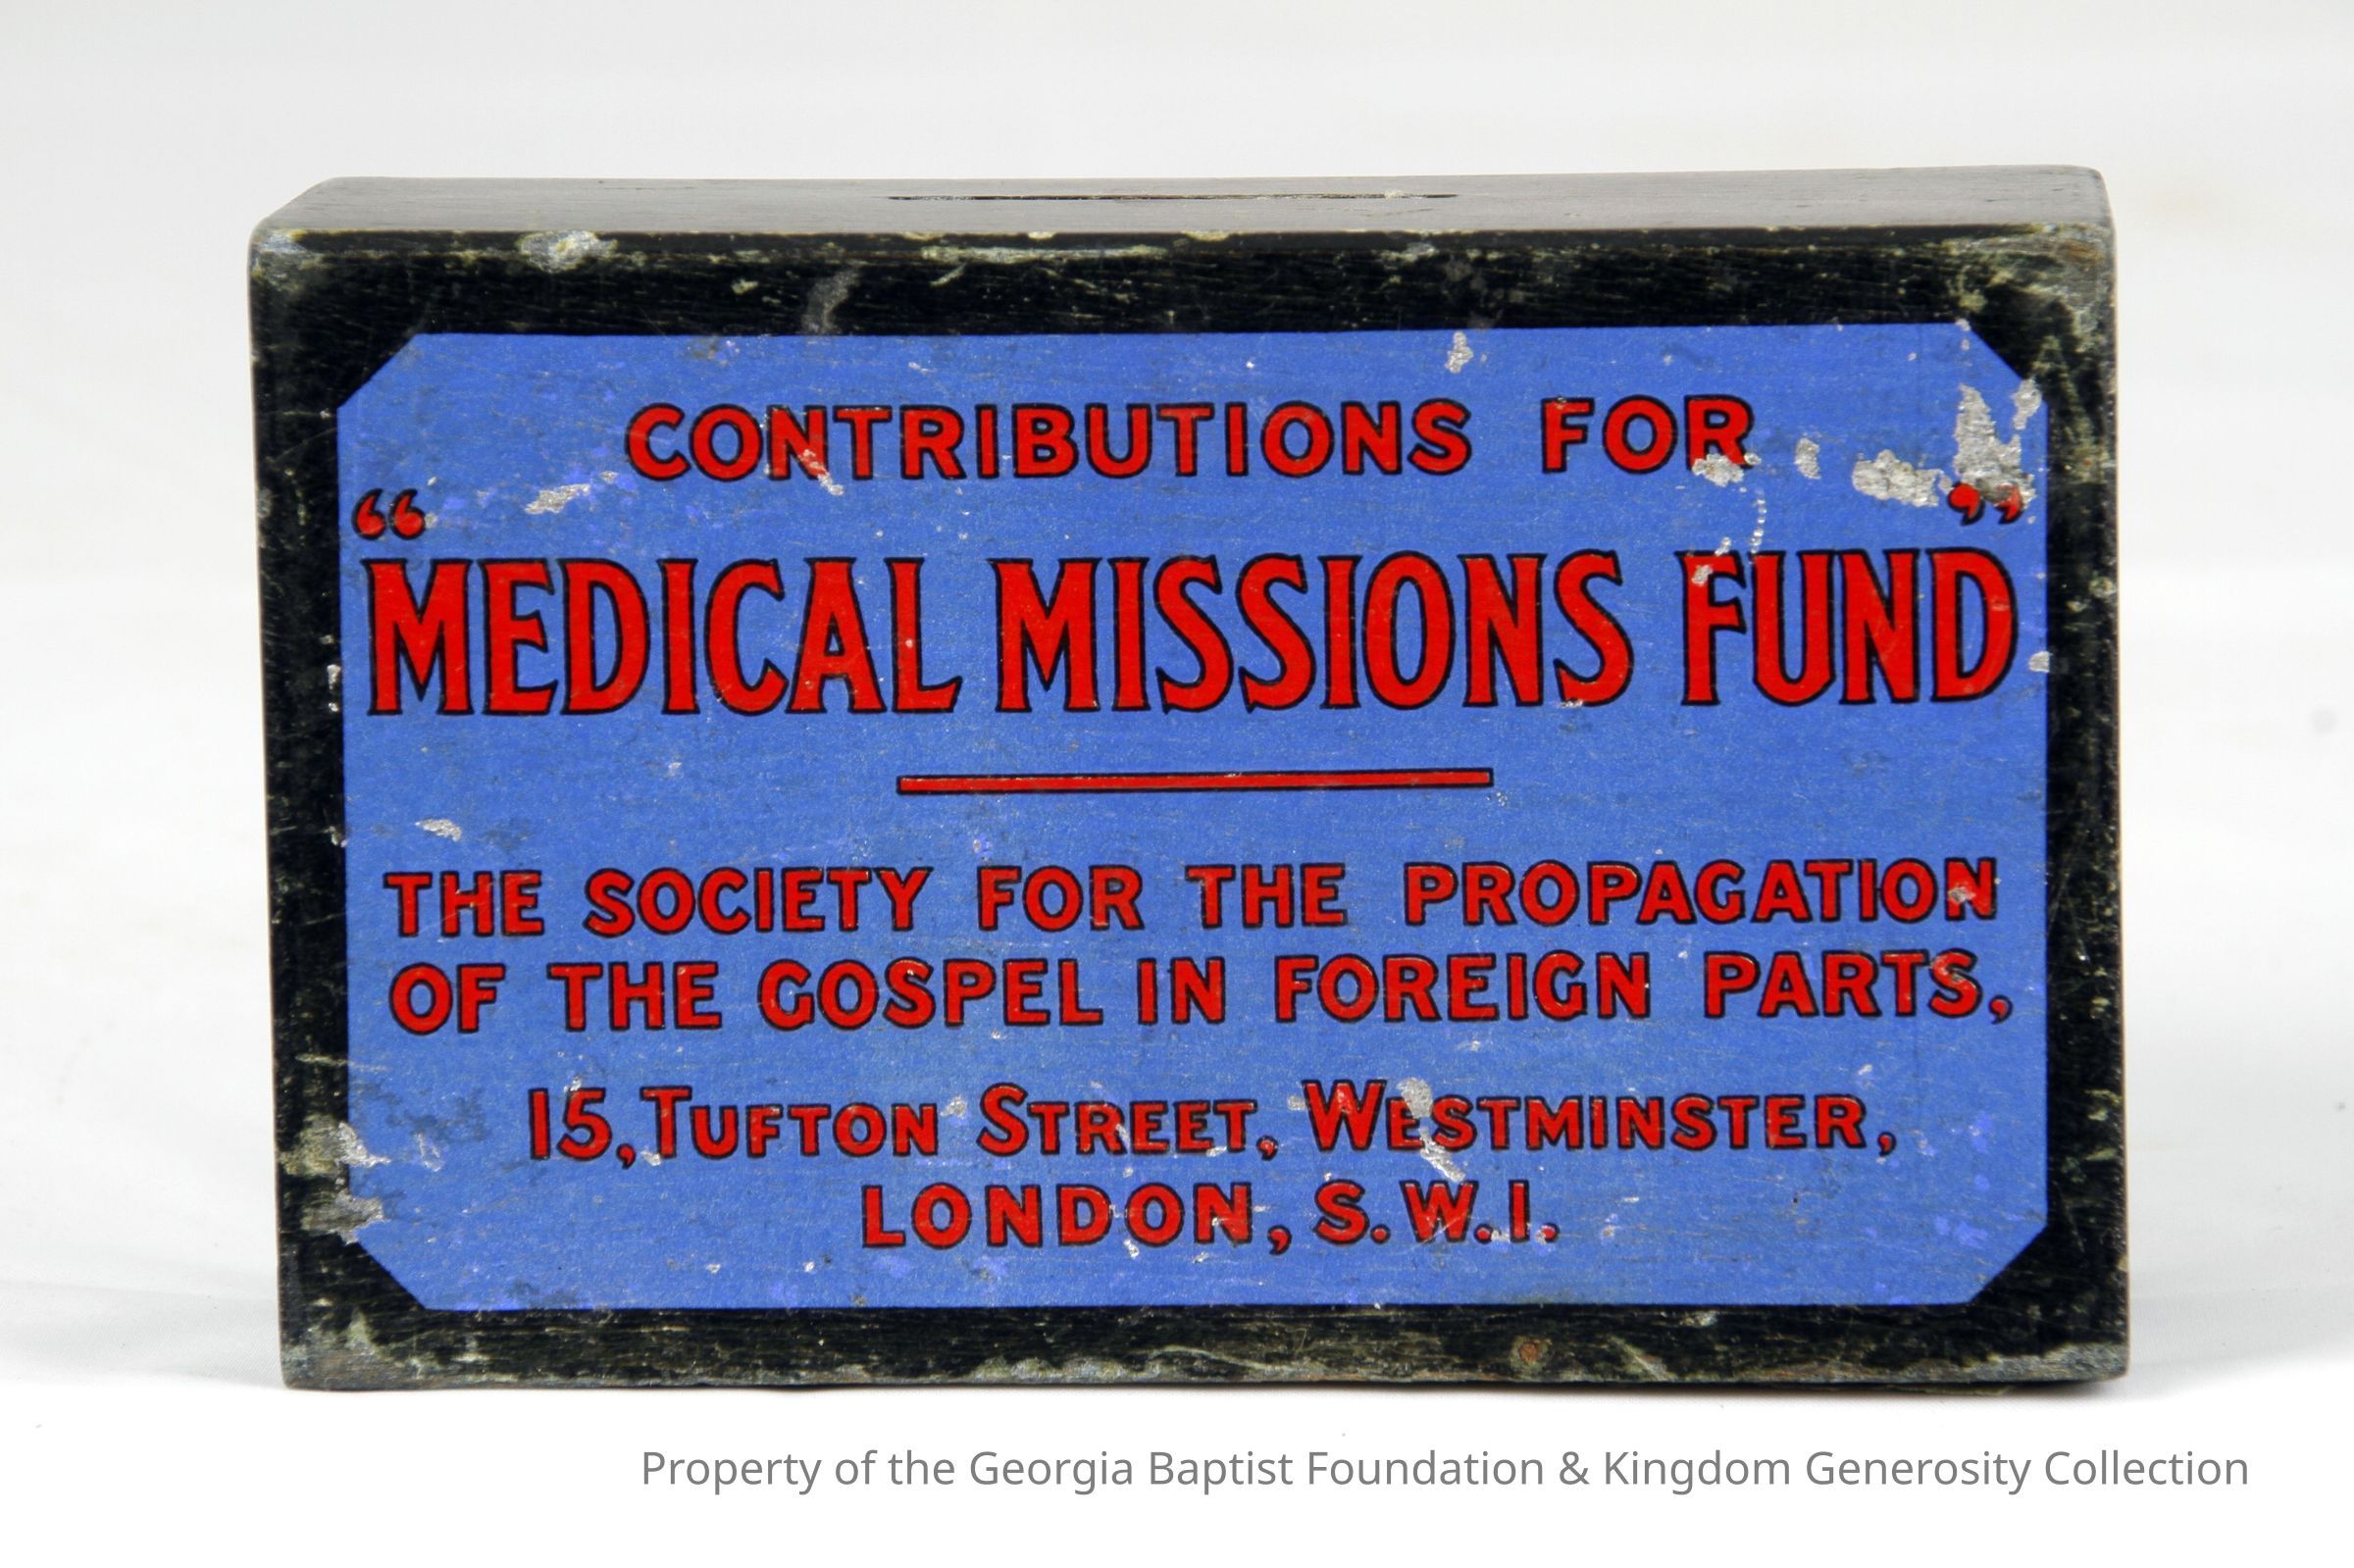 CONTRIBUTIONS FOR
“MEDICAL MISSIONS FUND”
THE SOCIETY FOR THE PROPAGATION
OF THE GOSPEL IN FOREIGN PARTS,
15, TUFTON STREET, WESTMINSTER,
LONDON, S.W.1.
Property of the Georgia Baptist Foundation & Kingdom Generosity Collection